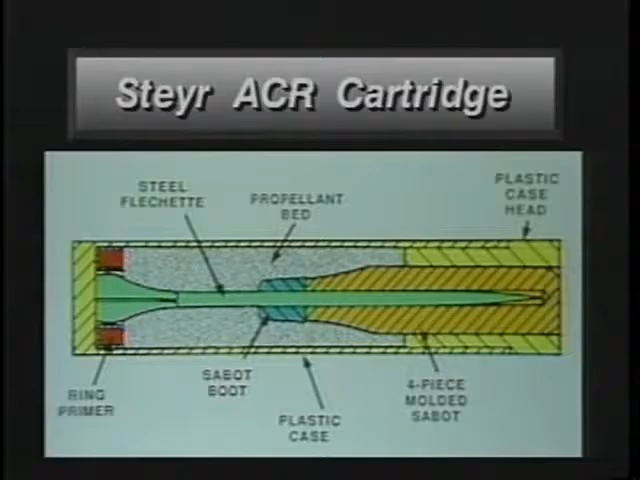 Steyr ACR Cartridge
STEEL
FLECHETTE
PROPELLANT
BED
PLASTIC
CASE
HEAD
RING
PRIMER
SABOT
BOOT
PLASTIC
CASE
4-PIECE
MOLDED
SABOT